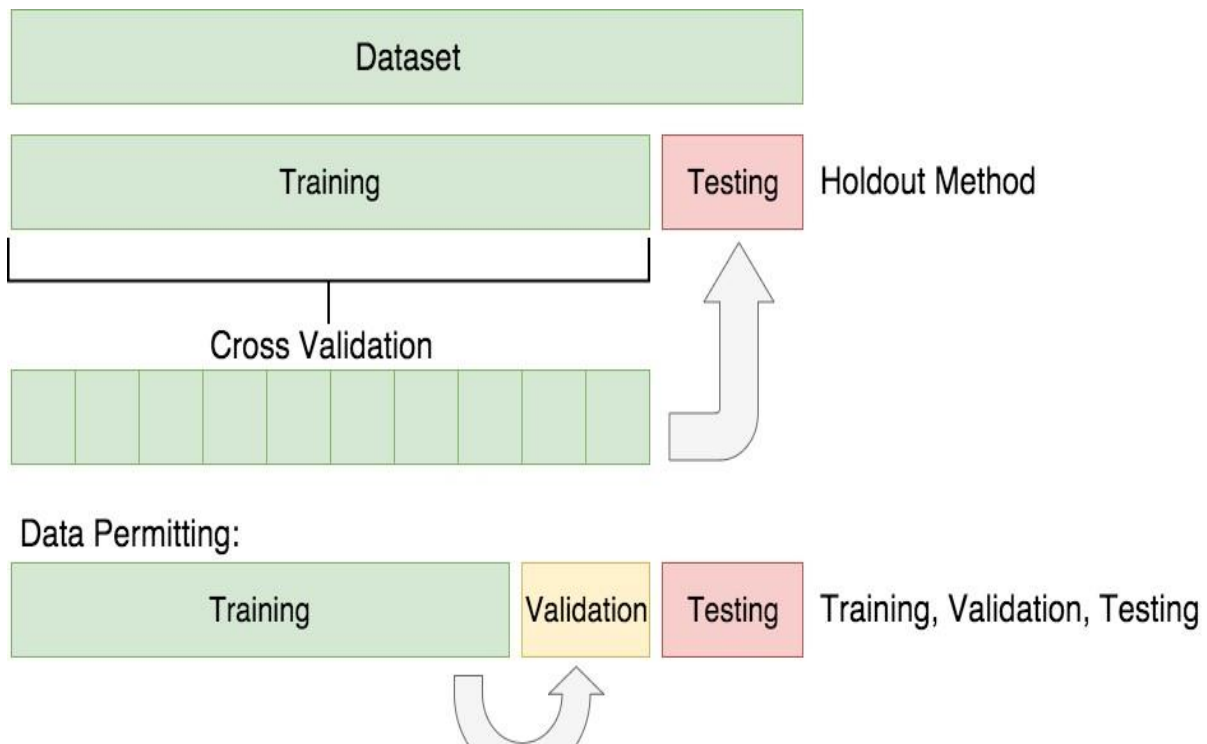 Dataset
Training Testing Holdout Method
Cross Validation
Data Permitting:
Training Validation Testing Training, Validation, Testing